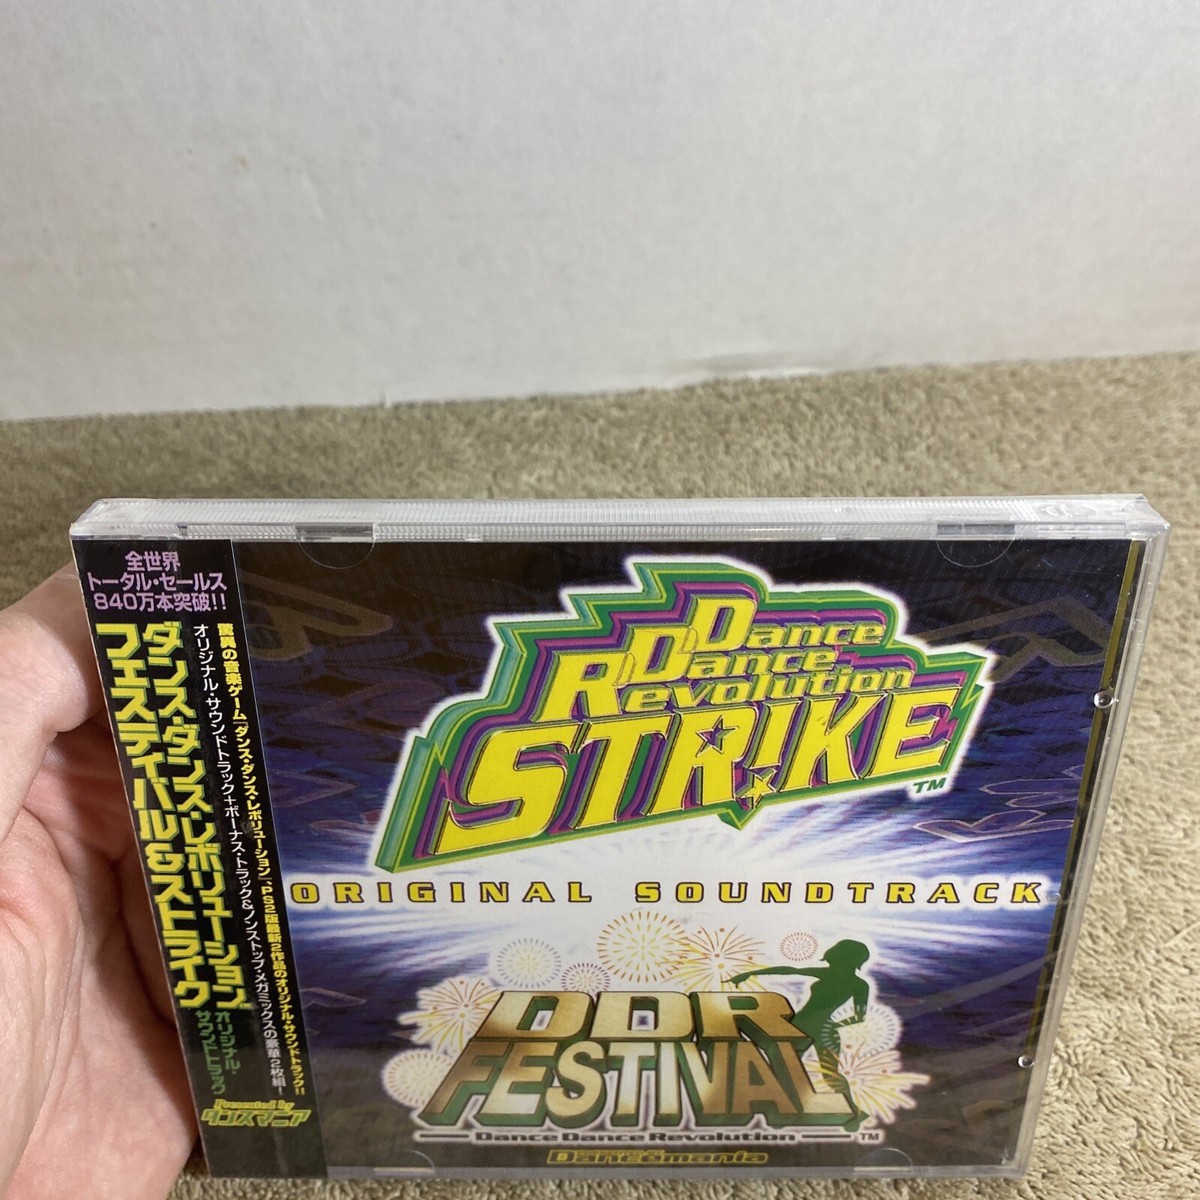 全世界
トータル・セールス
840万本突破!!
驚異の音楽ゲーム「ダンス・ダンス・レボリューション」、PS2版最新2作品のオリジナル・サウンドトラック!!
オリジナル・サウンドトラック+ボーナス・トラック&ノンストップ・メガミックスの豪華2枚組!
ダンス・ダンス・レボリューション
フェスティバル&ストライク
オリジナル・
サウンドトラック
Presented by
ダンスマニア
Dance
Dance
Revolution
STR!KE
TM
ORIGINAL SOUNDTRACK
DDR
FESTIVAL
Dance Dance Revolution TM
Dancemania